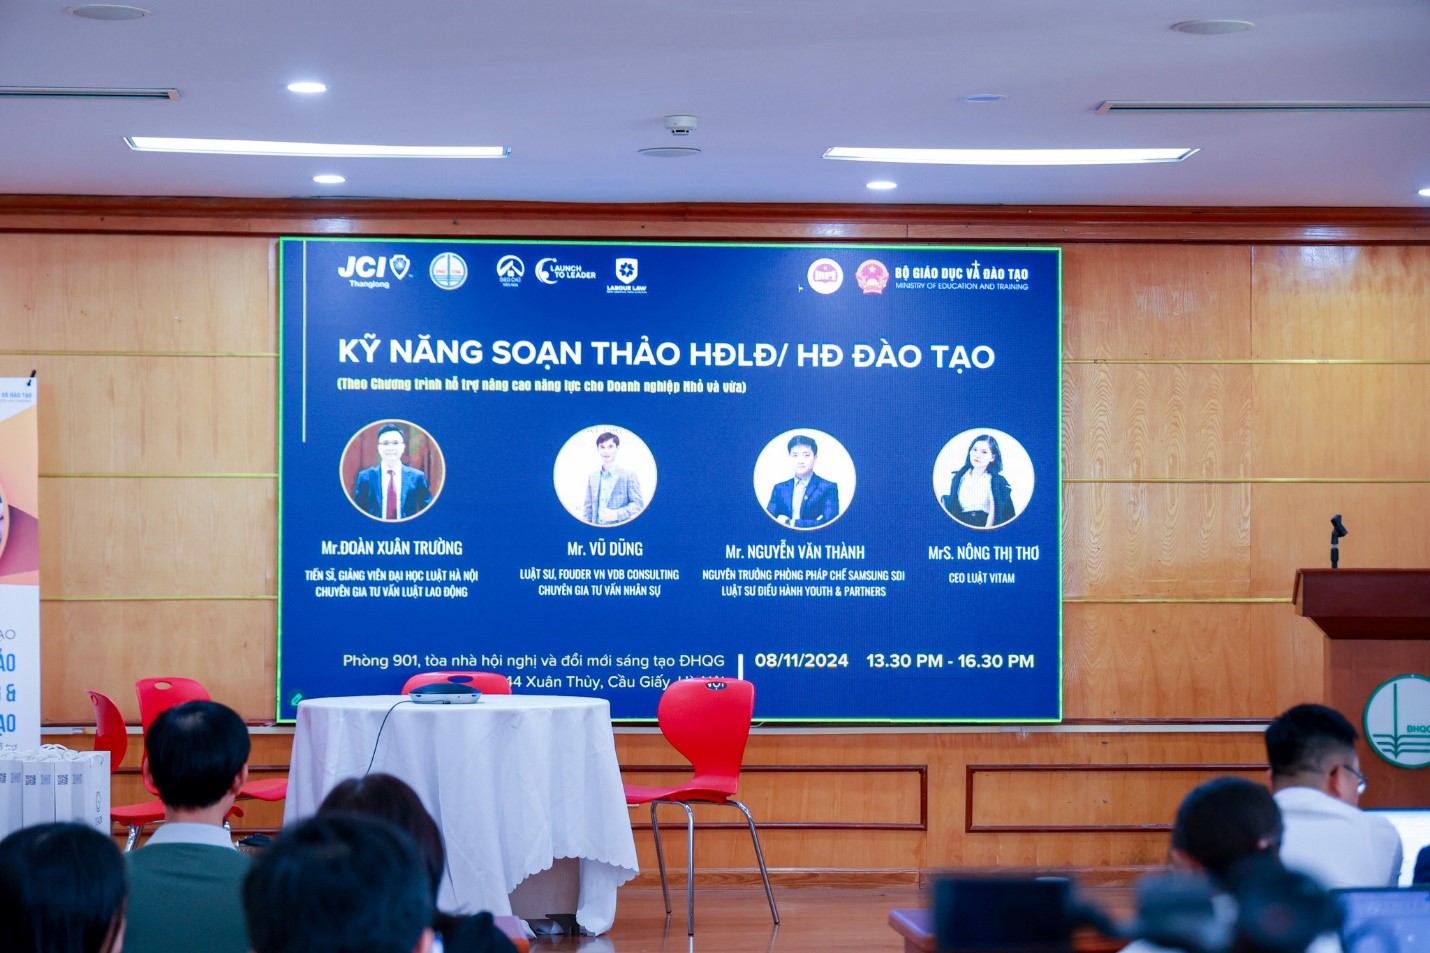 JCI
Thanglong
LAUNCH
TO LEADER
LABOUR LAW
BỘ GIÁO DỤC VÀ ĐÀO TẠO
MINISTRY OF EDUCATION AND TRAINING
KỸ NĂNG SOẠN THẢO HĐLĐ/ HĐ ĐÀO TẠO
(Theo Chương trình hỗ trợ nâng cao năng lực cho Doanh nghiệp Nhỏ và vừa)
Mr.ĐOÀN XUÂN TRƯỜNG
TIẾN SĨ, GIẢNG VIÊN ĐẠI HỌC LUẬT HÀ NỘI
CHUYÊN GIA TƯ VẤN LUẬT LAO ĐỘNG
Mr. VŨ DŨNG
LUẬT SƯ, FOUDER VN VDB CONSULTING
CHUYÊN GIA TƯ VẤN NHÂN SỰ
Mr. NGUYỄN VĂN THÀNH
NGUYÊN TRƯỞNG PHÒNG PHÁP CHẾ SAMSUNG SDI
LUẬT SƯ ĐIỀU HÀNH YOUTH & PARTNERS
MrS. NÔNG THỊ THƠ
CEO LUẬT VITAM
Phòng 901, tòa nhà hội nghị và đổi mới sáng tạo ĐHQG
44 Xuân Thủy, Cầu Giấy, Hà Nội
08/11/2024 13.30 PM - 16.30 PM
ĐHQG